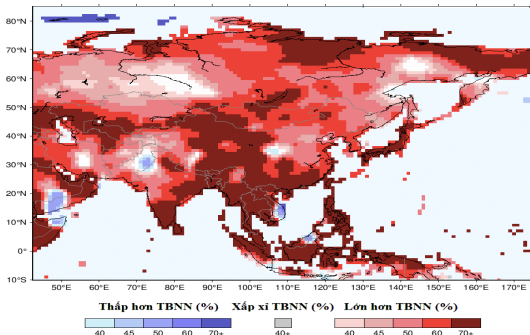 80°N
70°N
60°N
50°N
40°N
30°N
20°N
10°N
0°
10°S
50°E 60°E 70°E 80°E 90°E 100°E 110°E 120°E 130°E 140°E 150°E 160°E 170°E
Thấp hơn TBNN (%) Xấp xỉ TBNN (%) Lớn hơn TBNN (%)
40 45 50 60 70+ 40+ 40 45 50 60 70+